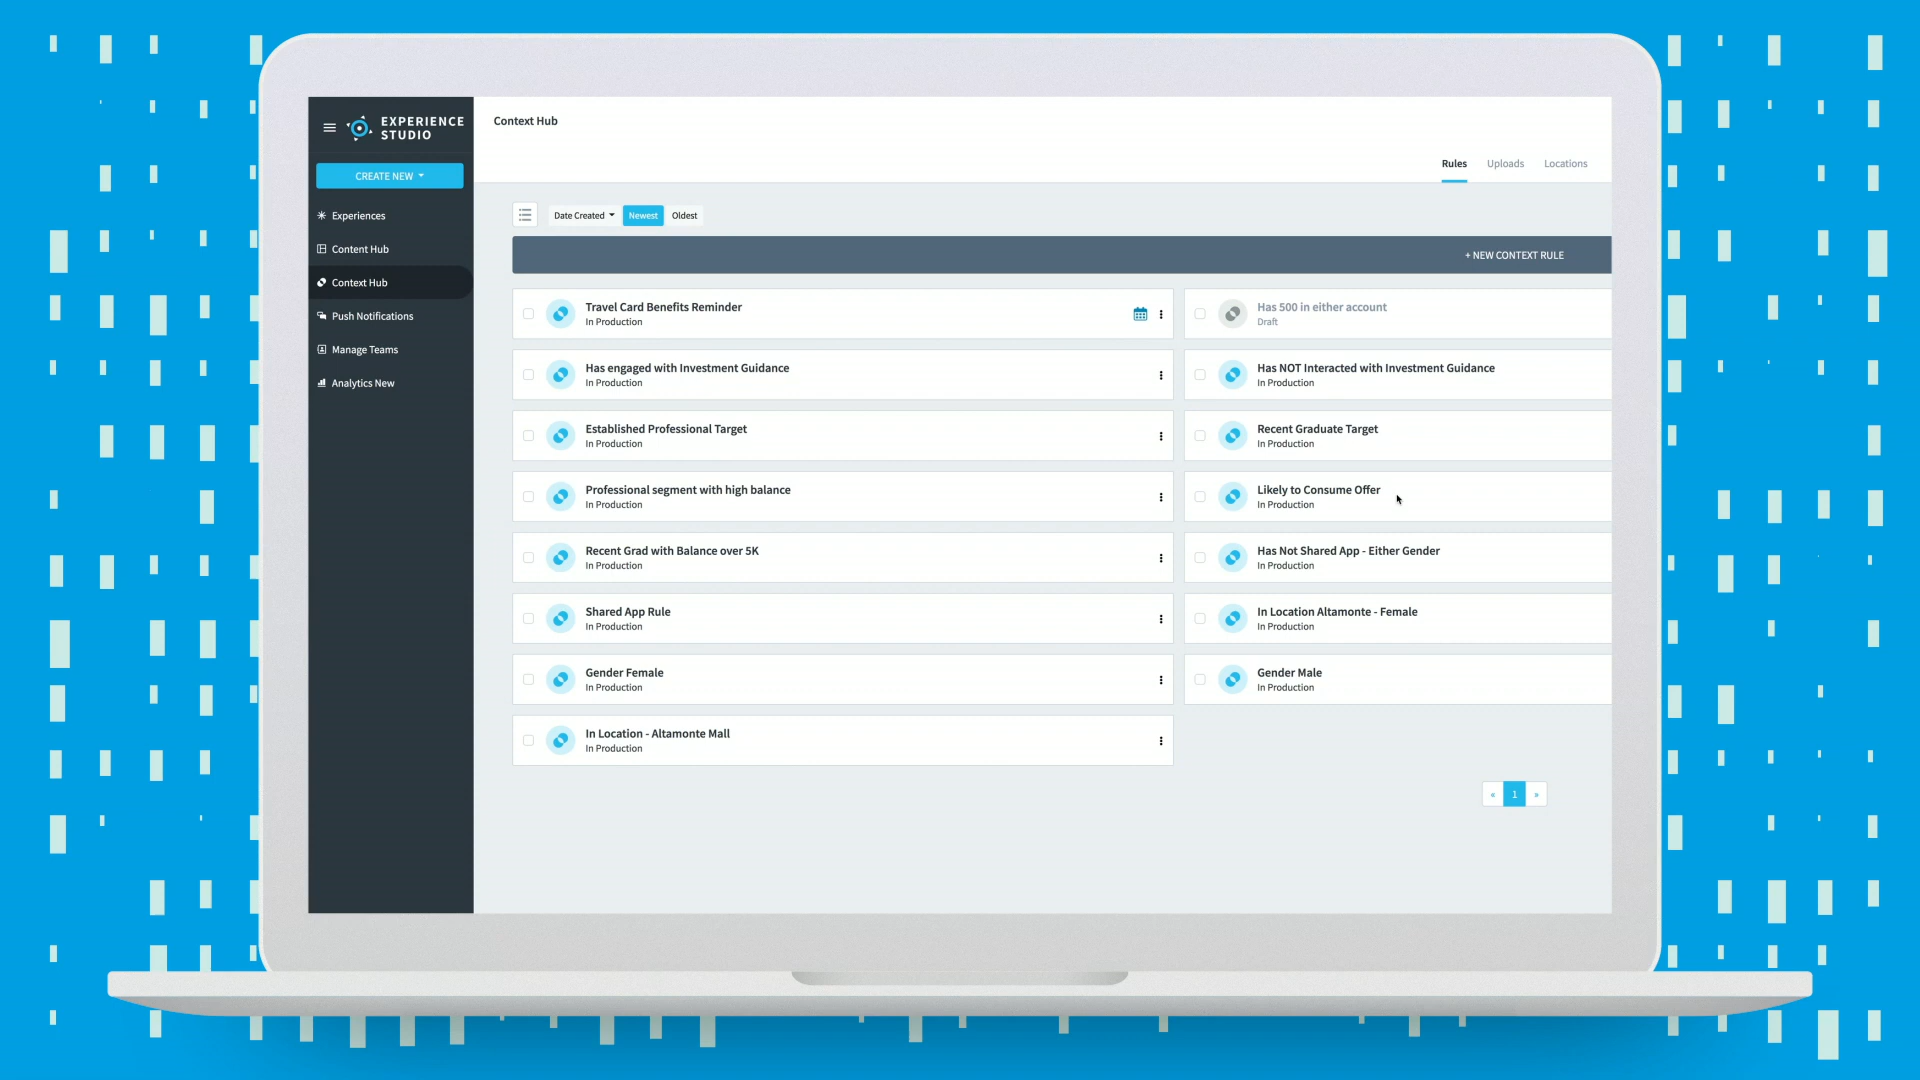 EXPERIENCE
STUDIO
CREATE NEW
Experiences
Content Hub
Context Hub
Push Notifications
Manage Teams
Analytics New
Context Hub
Rules Uploads Locations
Date Created Newest Oldest
+ NEW CONTEXT RULE
Travel Card Benefits Reminder
In Production
Has 500 in either account
Draft
Has engaged with Investment Guidance
In Production
Has NOT Interacted with Investment Guidance
In Production
Established Professional Target
In Production
Recent Graduate Target
In Production
Professional segment with high balance
In Production
Likely to Consume Offer
In Production
Recent Grad with Balance over 5K
In Production
Has Not Shared App - Either Gender
In Production
Shared App Rule
In Production
In Location Altamonte - Female
In Production
Gender Female
In Production
Gender Male
In Production
In Location - Altamonte Mall
In Production
« 1 »